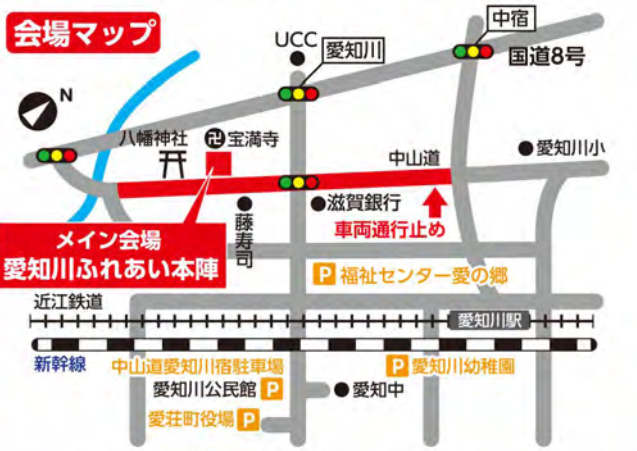 会場マップ
UCC
愛知川
中宿
国道8号
N
八幡神社
卍宝満寺
中山道
愛知川小
藤寿司
滋賀銀行
車両通行止め
メイン会場
愛知川ふれあい本陣
P 福祉センター愛の郷
近江鉄道
愛知川駅
新幹線
中山道愛知川宿駐車場
P 愛知川幼稚園
愛知川公民館 P
愛知中
愛荘町役場 P